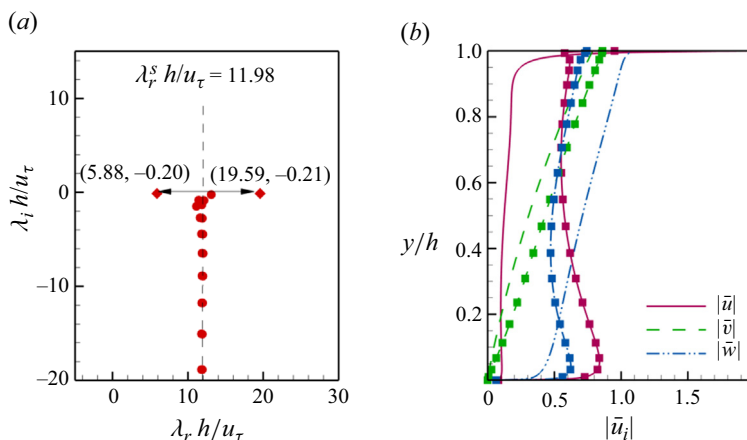 (a)
λ_r^s h/u_τ = 11.98
(5.88, −0.20)
(19.59, −0.21)
λ_i h/u_τ
10
0
−10
−20
0
10
20
30
λ_r h/u_τ
(b)
1.0
0.8
0.6
0.4
0.2
y/h
|ū|
|v̄|
|w̄|
0
0.5
1.0
1.5
|ū_i|